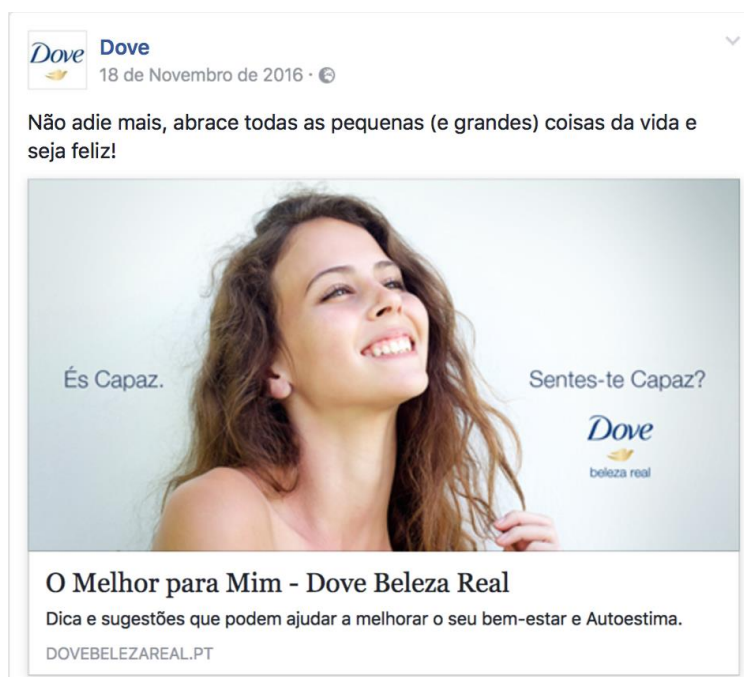 Dove
Dove
18 de Novembro de 2016 ·
Não adie mais, abrace todas as pequenas (e grandes) coisas da vida e
seja feliz!
És Capaz.
Sentes-te Capaz?
Dove
beleza real
O Melhor para Mim - Dove Beleza Real
Dica e sugestões que podem ajudar a melhorar o seu bem-estar e Autoestima.
DOVEBELEZAREAL.PT